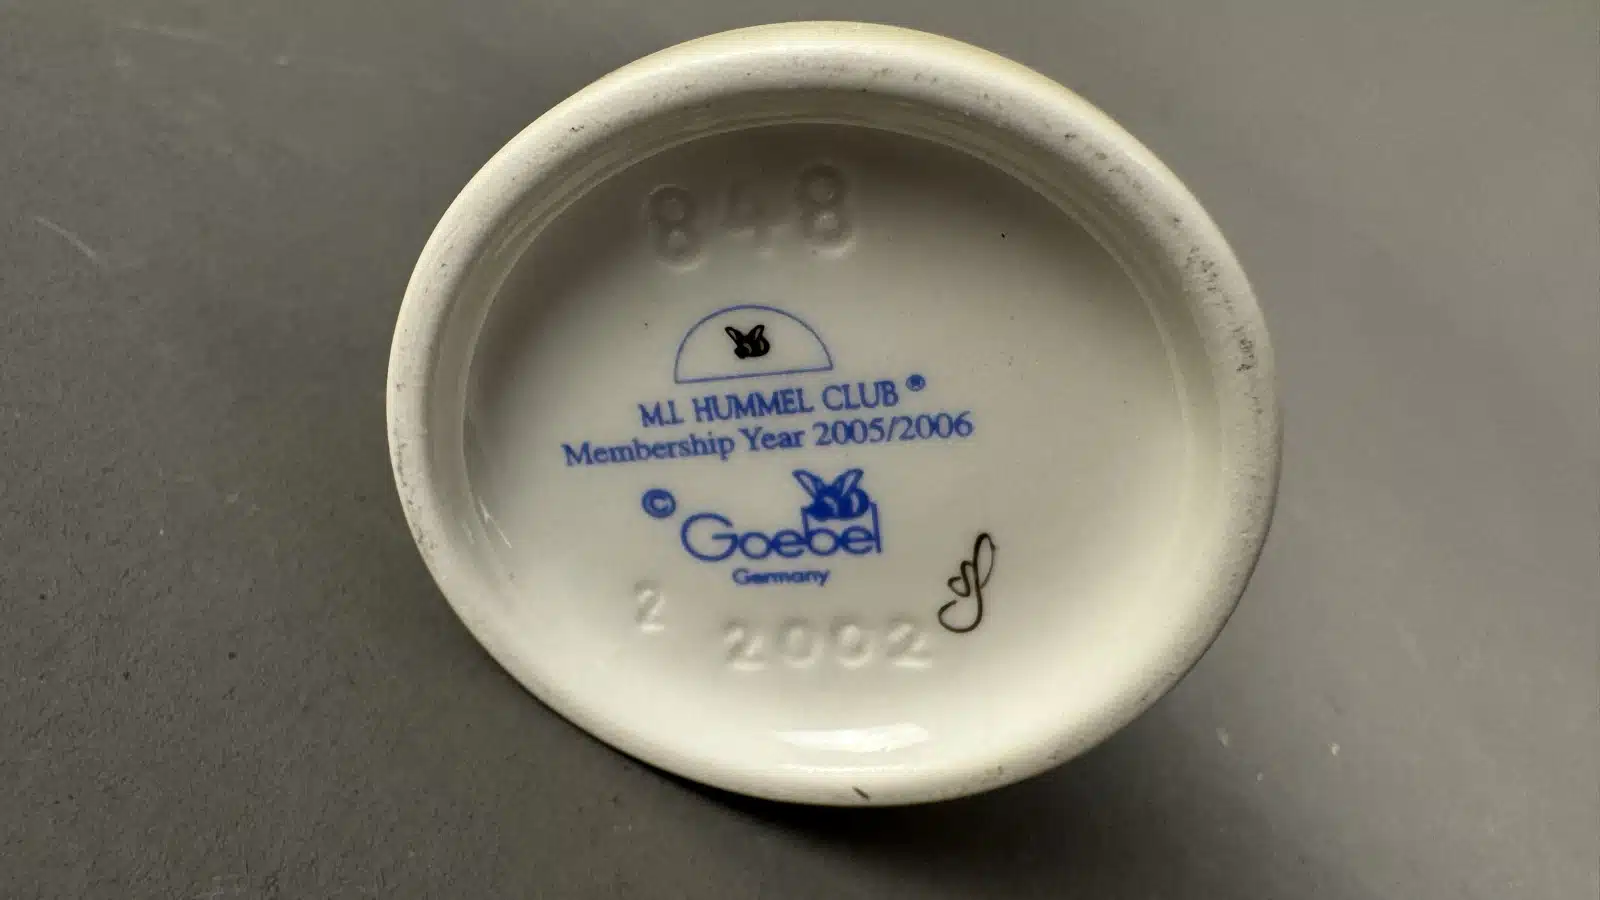 848
M.I. HUMMEL CLUB ®
Membership Year 2005/2006
© Goebel
Germany
2 2002